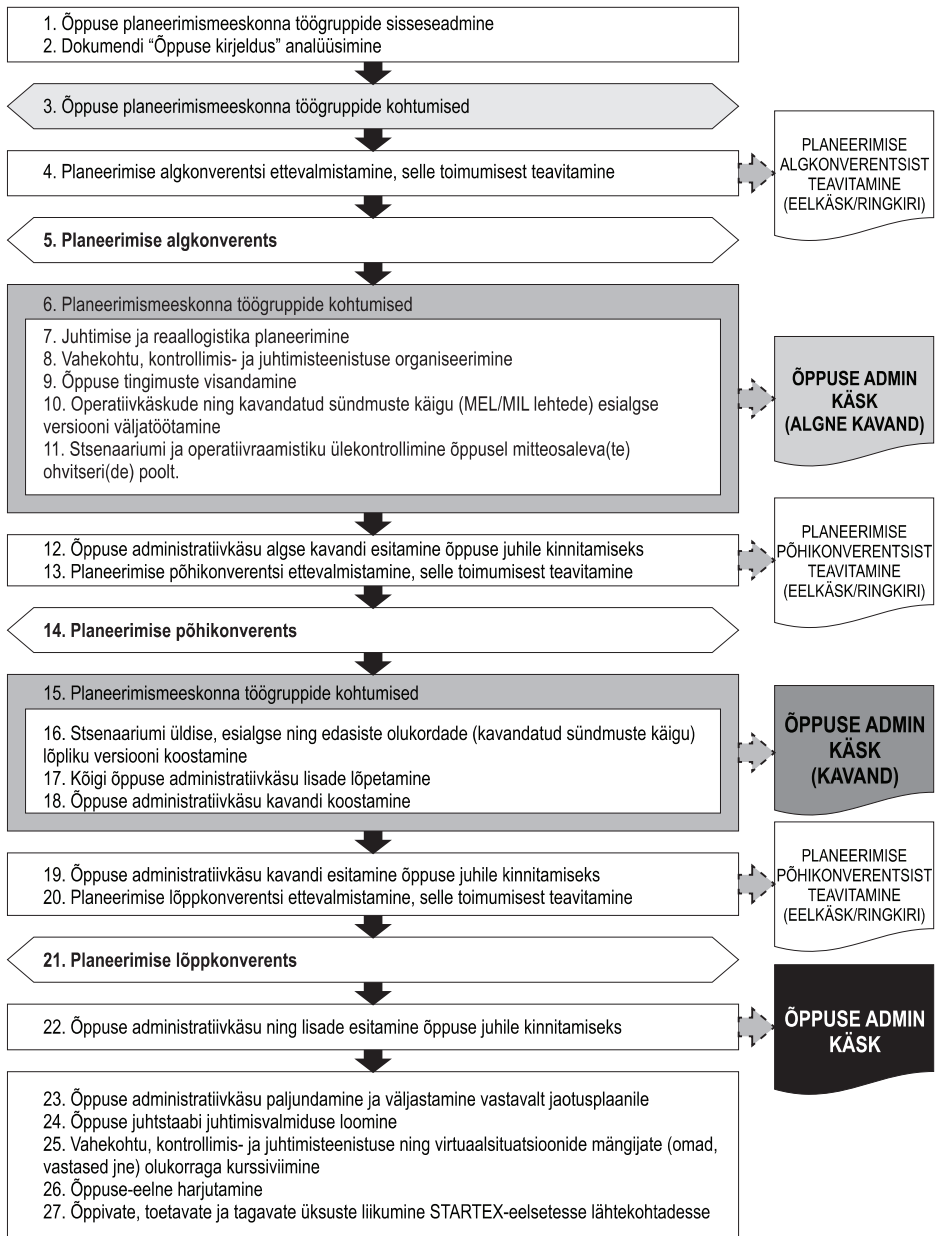 1. Õppuse planeerimismeeskonna töögruppide sisseseadmine
2. Dokumendi “Õppuse kirjeldus” analüüsimine
3. Õppuse planeerimismeeskonna töögruppide kohtumised
4. Planeerimise algkonverentsi ettevalmistamine, selle toimumisest teavitamine
PLANEERIMISE
ALGKONVERENTSIST
TEAVITAMINE
(EELKÄSK/RINGKIRI)
5. Planeerimise algkonverents
6. Planeerimismeeskonna töögruppide kohtumised
7. Juhtimise ja reaallogistika planeerimine
8. Vahekohtu, kontrollimis- ja juhtimisteenistuse organiseerimine
9. Õppuse tingimuste visandamine
10. Operatiivkäskude ning kavandatud sündmuste käigu (MEL/MIL lehtede) esialgse
versiooni väljatöötamine
11. Stsenaariumi ja operatiivraamistiku ülekontrollimine õppusel mitteosaleva(te)
ohvitseri(de) poolt.
ÕPPUSE ADMIN
KÄSK
(ALGNE KAVAND)
12. Õppuse administratiivkäsu algse kavandi esitamine õppuse juhile kinnitamiseks
13. Planeerimise põhikonverentsi ettevalmistamine, selle toimumisest teavitamine
PLANEERIMISE
PÕHIKONVERENTSIST
TEAVITAMINE
(EELKÄSK/RINGKIRI)
14. Planeerimise põhikonverents
15. Planeerimismeeskonna töögruppide kohtumised
16. Stsenaariumi üldise, esialgse ning edasiste olukordade (kavandatud sündmuste käigu)
lõpliku versiooni koostamine
17. Kõigi õppuse administratiivkäsu lisade lõpetamine
18. Õppuse administratiivkäsu kavandi koostamine
ÕPPUSE ADMIN
KÄSK
(KAVAND)
19. Õppuse administratiivkäsu kavandi esitamine õppuse juhile kinnitamiseks
20. Planeerimise lõppkonverentsi ettevalmistamine, selle toimumisest teavitamine
PLANEERIMISE
PÕHIKONVERENTSIST
TEAVITAMINE
(EELKÄSK/RINGKIRI)
21. Planeerimise lõppkonverents
22. Õppuse administratiivkäsu ning lisade esitamine õppuse juhile kinnitamiseks
ÕPPUSE ADMIN
KÄSK
23. Õppuse administratiivkäsu paljundamine ja väljastamine vastavalt jaotusplaanile
24. Õppuse juhtstaabi juhtimisvalmiduse loomine
25. Vahekohtu, kontrollimis- ja juhtimisteenistuse ning virtuaalsituatsioonide mängijate (omad,
vastased jne) olukorraga kurssiviimine
26. Õppuse-eelne harjutamine
27. Õppivate, toetavate ja tagavate üksuste liikumine STARTEX-eelsetesse lähtekohtadesse